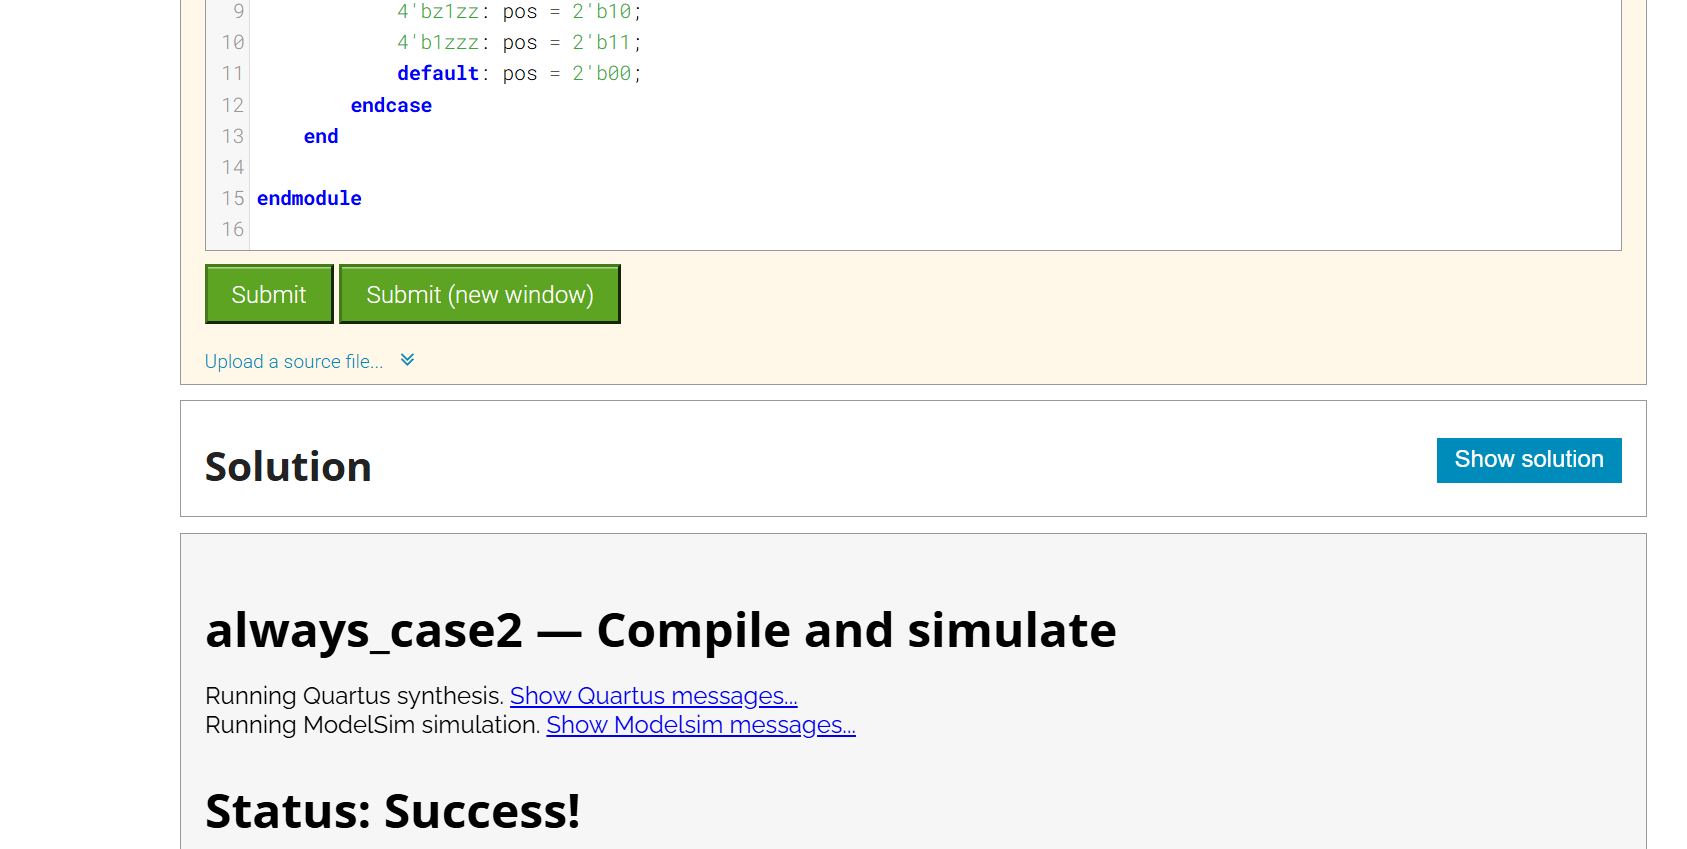 9 4'bz1zz: pos = 2'b10;
10 4'b1zzz: pos = 2'b11;
11 default: pos = 2'b00;
12 endcase
13 end
14
15 endmodule
16
Submit Submit (new window)
Upload a source file...
Solution Show solution
always_case2 — Compile and simulate
Running Quartus synthesis. Show Quartus messages...
Running ModelSim simulation. Show Modelsim messages...
Status: Success!